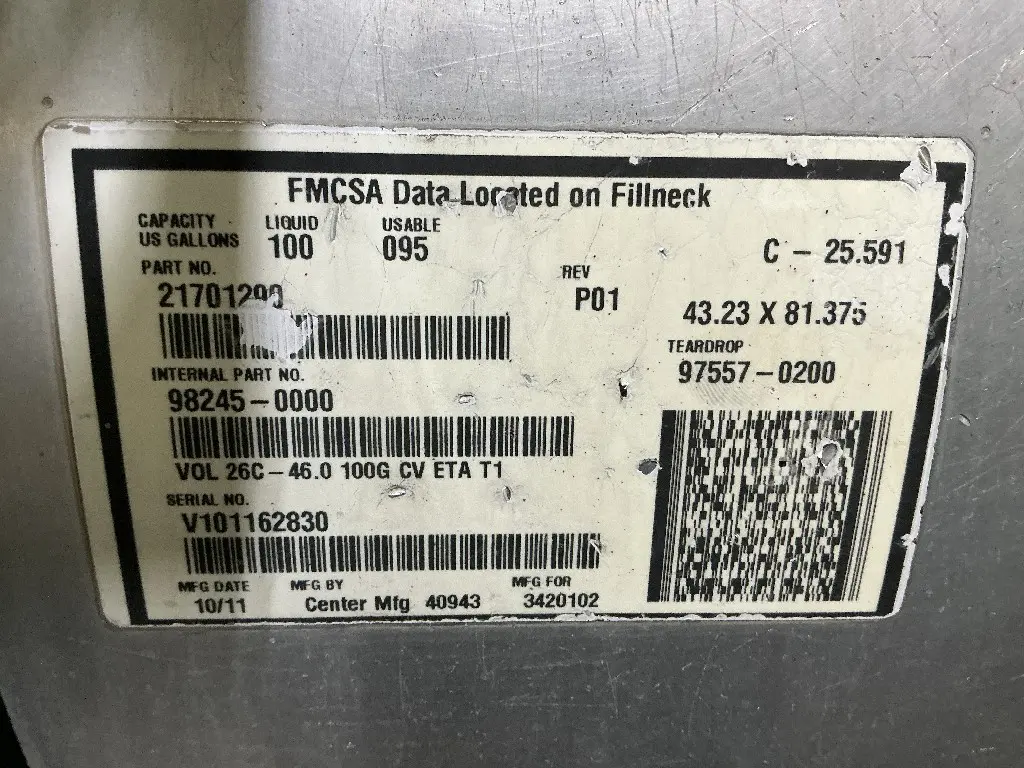 FMCSA Data Located on Fillneck
CAPACITY US GALLONS
LIQUID 100
USABLE 095
C – 25.591
PART NO.
21701290
REV
P01
43.23 X 81.375
TEARDROP
97557–0200
INTERNAL PART NO.
98245–0000
VOL 26C–46.0 100G CV ETA T1
SERIAL NO.
V101162830
MFG DATE MFG BY MFG FOR
10/11 Center Mfg 40943 3420102